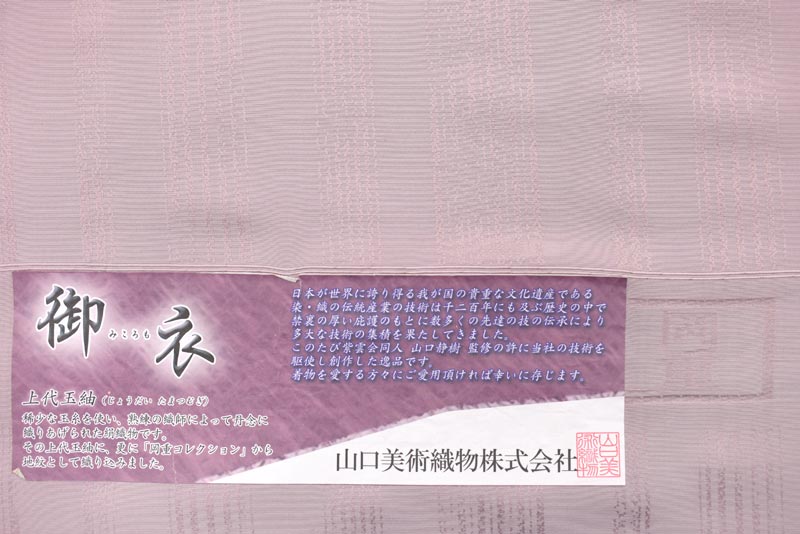 御衣
みころも
上代玉紬(じょうだい たまつむぎ)
稀少な玉糸を使い、熟練の織師によって丹念に
織りあげられた絹織物です。
その上代玉紬に、更に「岡重コレクション」から
地紋として織り込みました。
日本が世界に誇り得る我が国の貴重な文化遺産である
染・織の伝統産業の技術は千二百年にも及ぶ歴史の中で
禁裏の厚い庇護のもとに数多くの先達の技の伝承により
多大な技術の集積を果たしてきました。
このたび紫雲会同人 山口静樹 監修の許に当社の技術を
駆使し創作した逸品です。
着物を愛する方々にご愛用頂ければ幸いに存じます。
山口美術織物株式会社